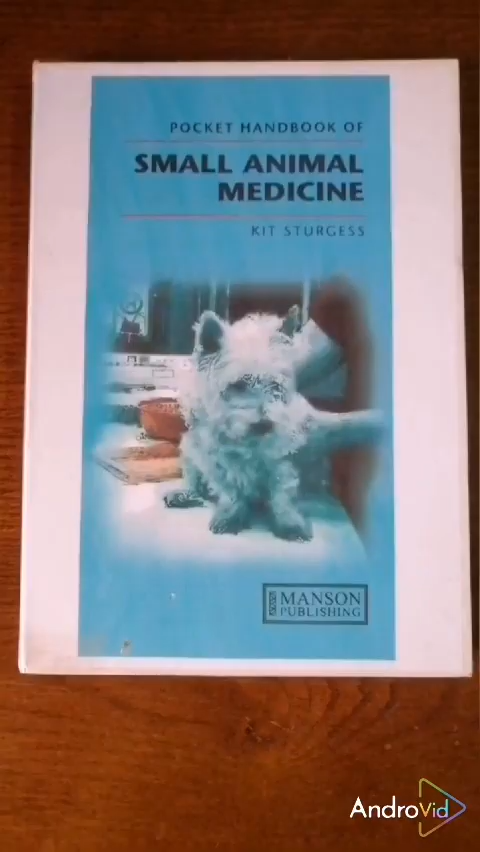 POCKET HANDBOOK OF
SMALL ANIMAL
MEDICINE
KIT STURGESS
MANSON
PUBLISHING
AndroVid